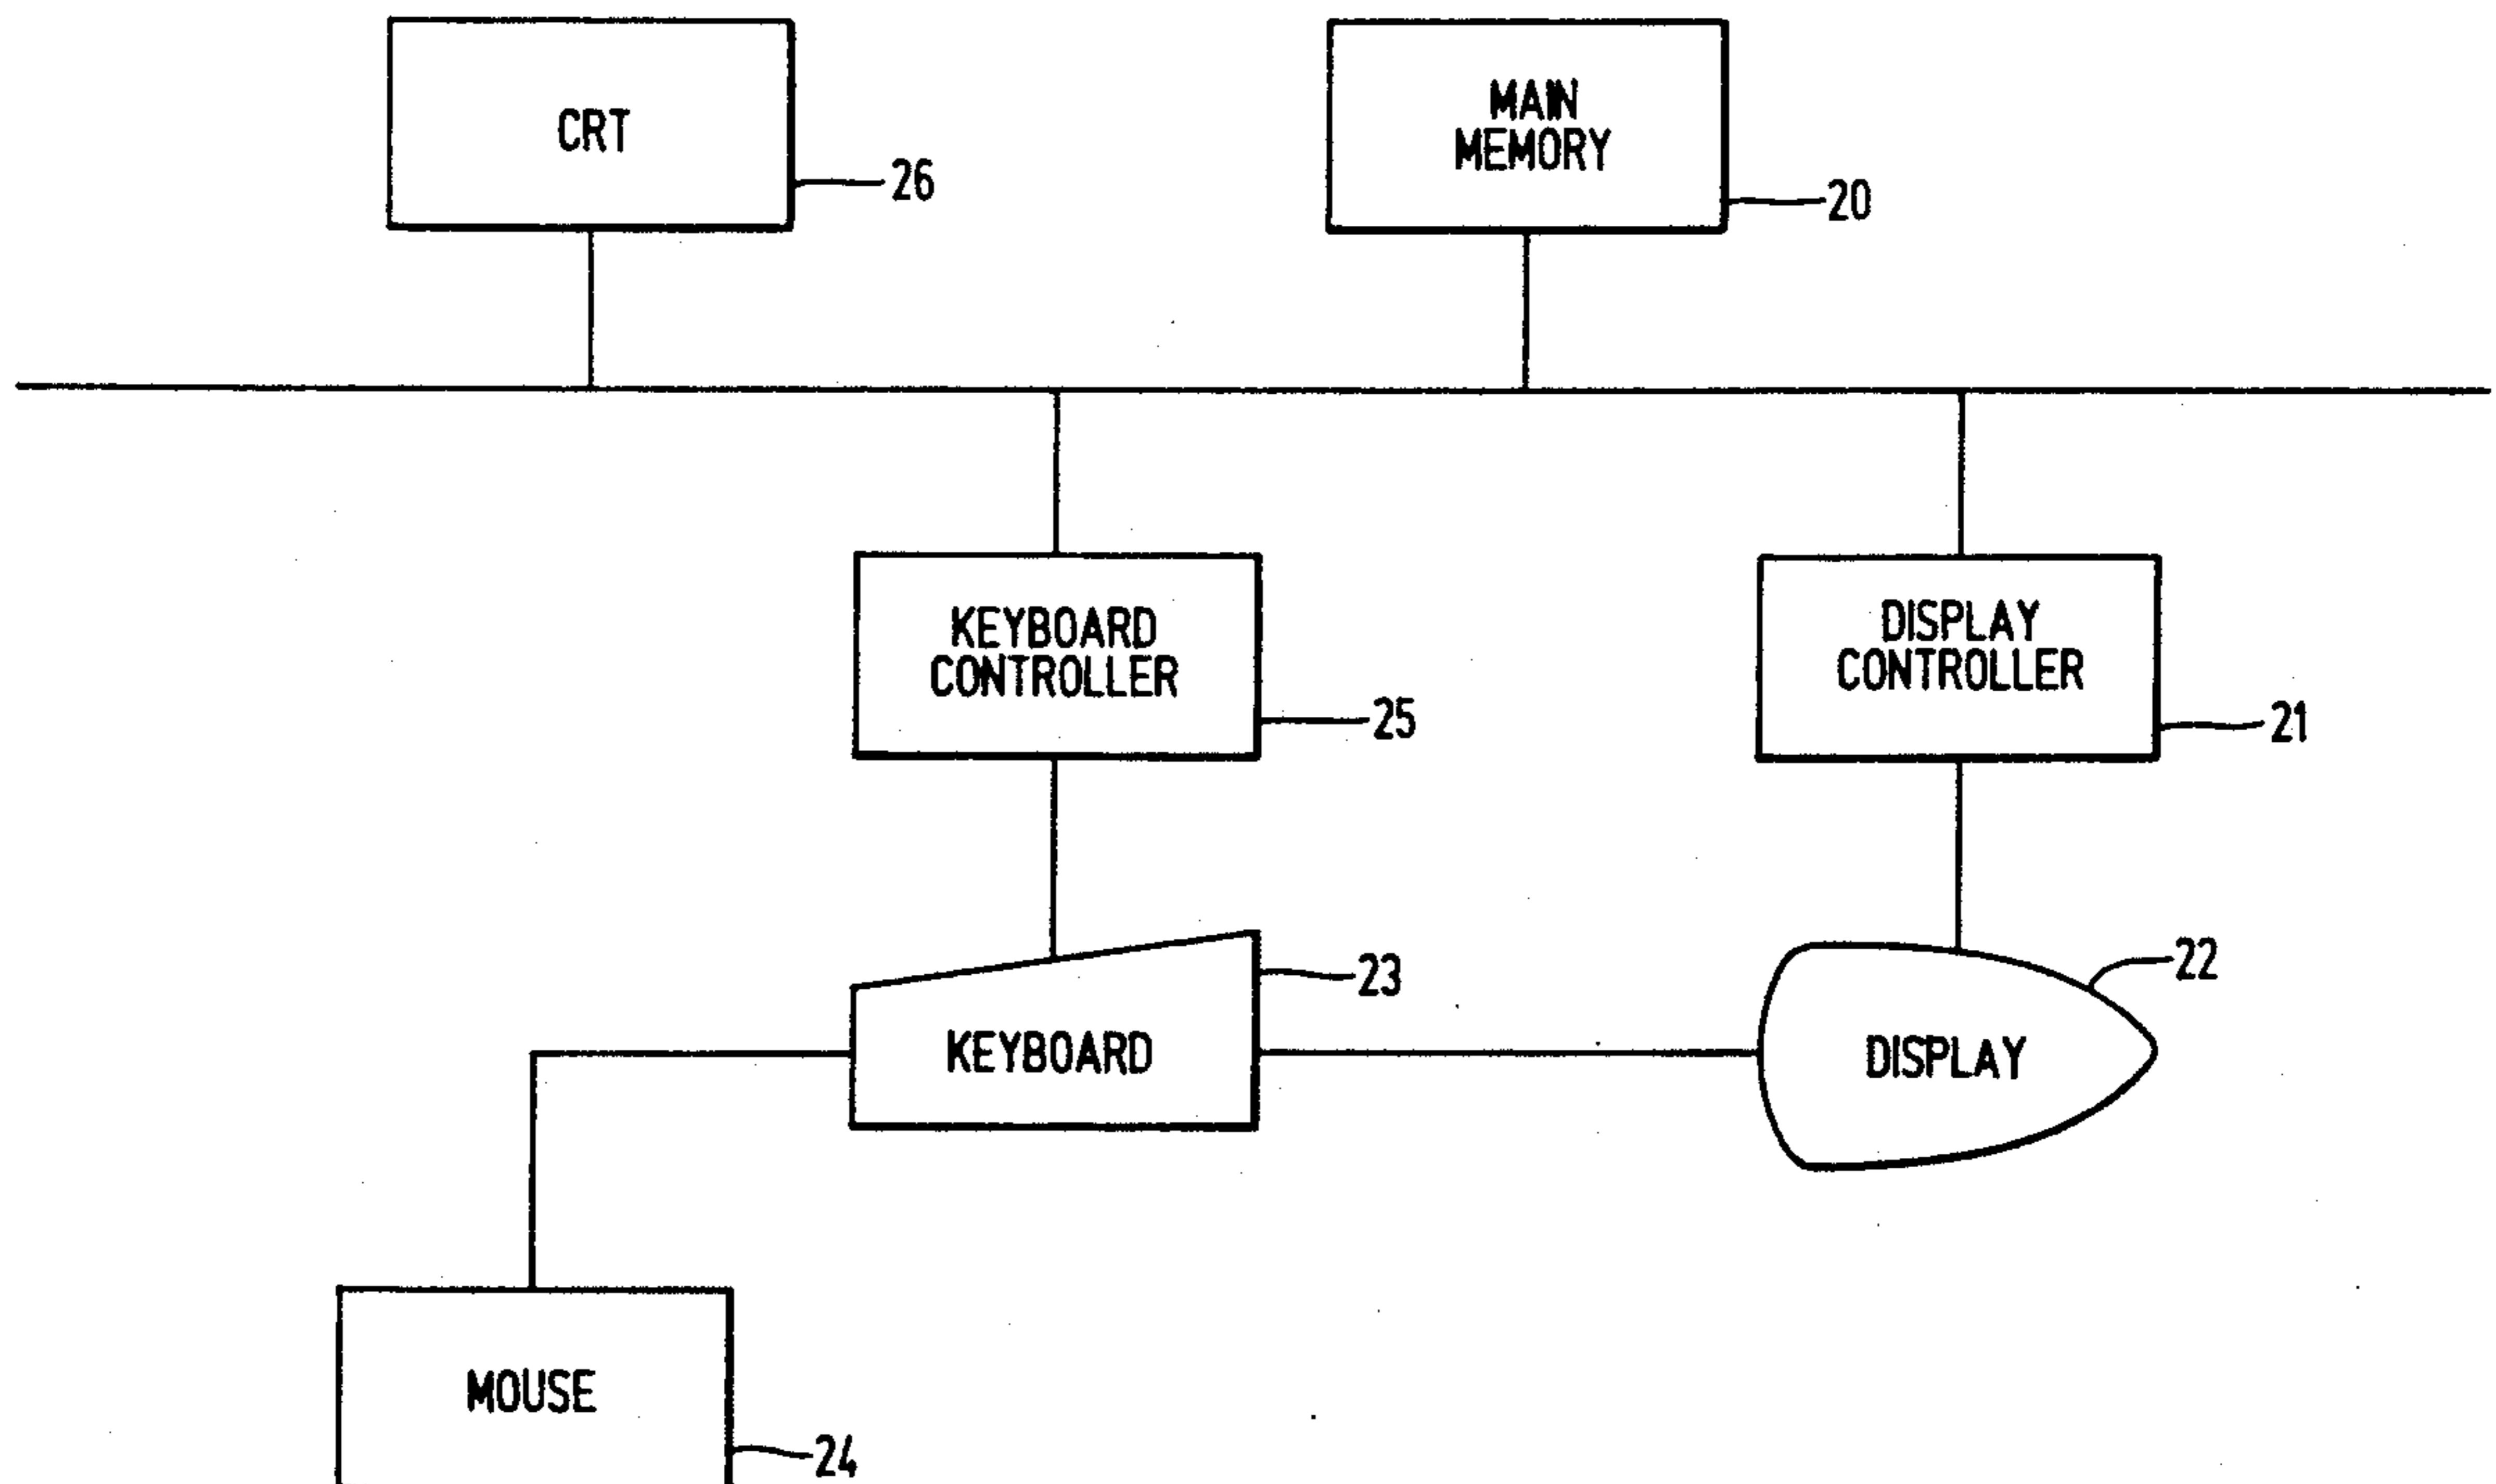 CRT
26
MAIN
MEMORY
20
KEYBOARD
CONTROLLER
25
DISPLAY
CONTROLLER
21
KEYBOARD
23
DISPLAY
22
MOUSE
24